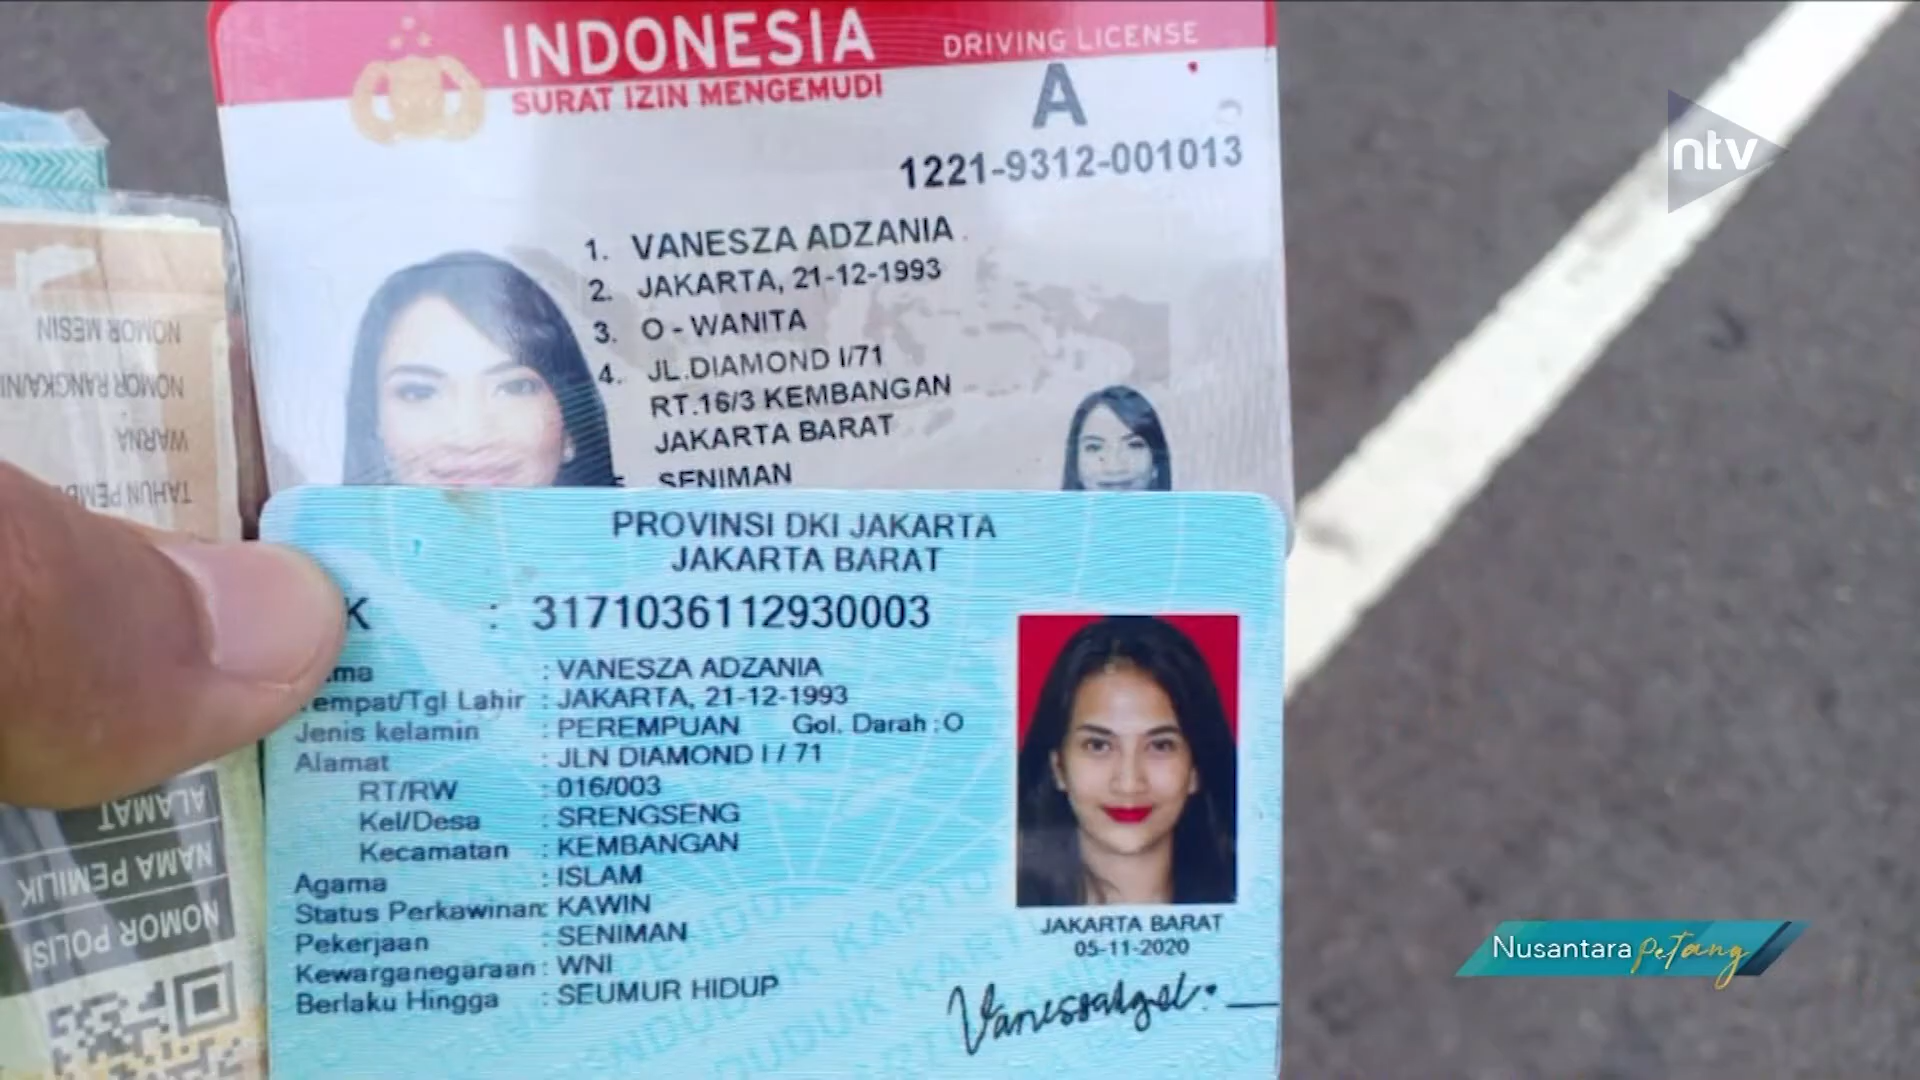 INDONESIA
DRIVING LICENSE
SURAT IZIN MENGEMUDI
A
1221-9312-001013
1. VANESZA ADZANIA
2. JAKARTA, 21-12-1993
3. O - WANITA
4. JL.DIAMOND I/71
RT.16/3 KEMBANGAN
JAKARTA BARAT
SENIMAN
PROVINSI DKI JAKARTA
JAKARTA BARAT
K : 3171036112930003
ma : VANESZA ADZANIA
empat/Tgl Lahir : JAKARTA, 21-12-1993
Jenis kelamin : PEREMPUAN Gol. Darah : O
Alamat : JLN DIAMOND I / 71
RT/RW : 016/003
Kel/Desa : SRENGSENG
Kecamatan : KEMBANGAN
Agama : ISLAM
Status Perkawinan: KAWIN
Pekerjaan : SENIMAN
Kewarganegaraan : WNI
Berlaku Hingga : SEUMUR HIDUP
JAKARTA BARAT
05-11-2020
NOMOR MESIN
WARNA
ALAMAT
NAMA PEMILIK
NOMOR POLISI
ntv
Nusantara Petang